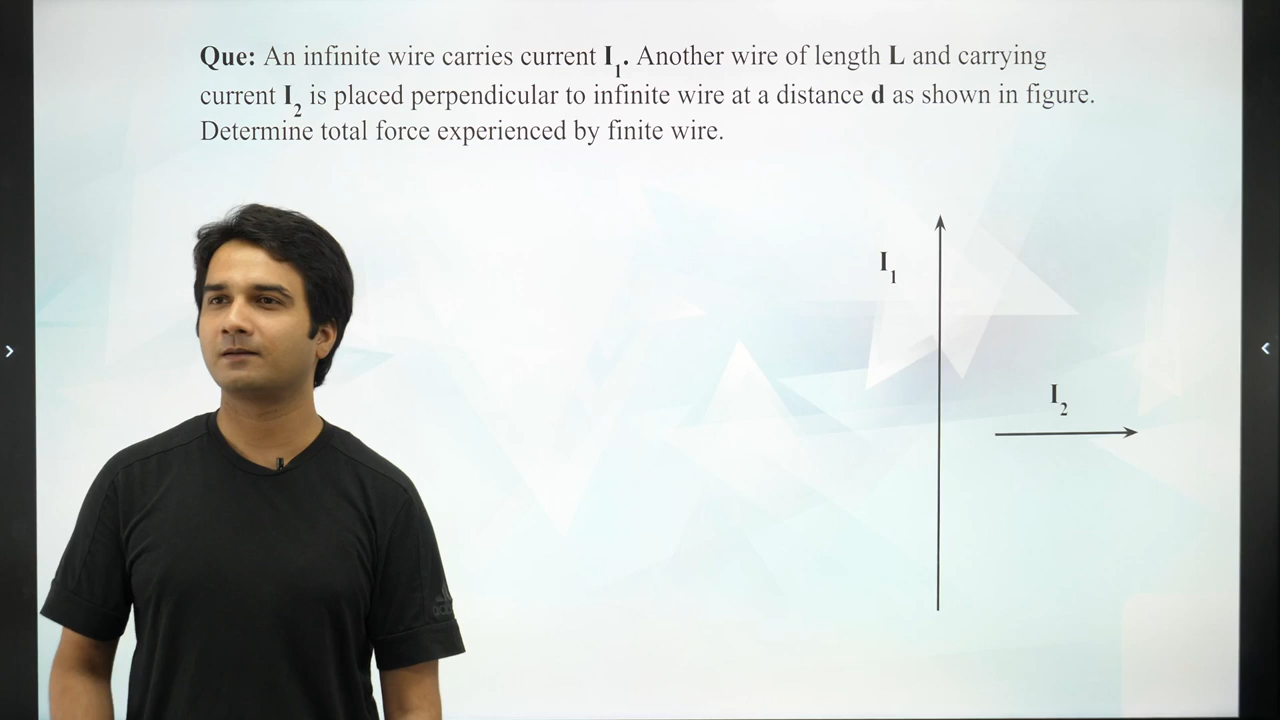 Que: An infinite wire carries current I₁. Another wire of length L and carrying
current I₂ is placed perpendicular to infinite wire at a distance d as shown in figure.
Determine total force experienced by finite wire.
I₁
I₂
adidas